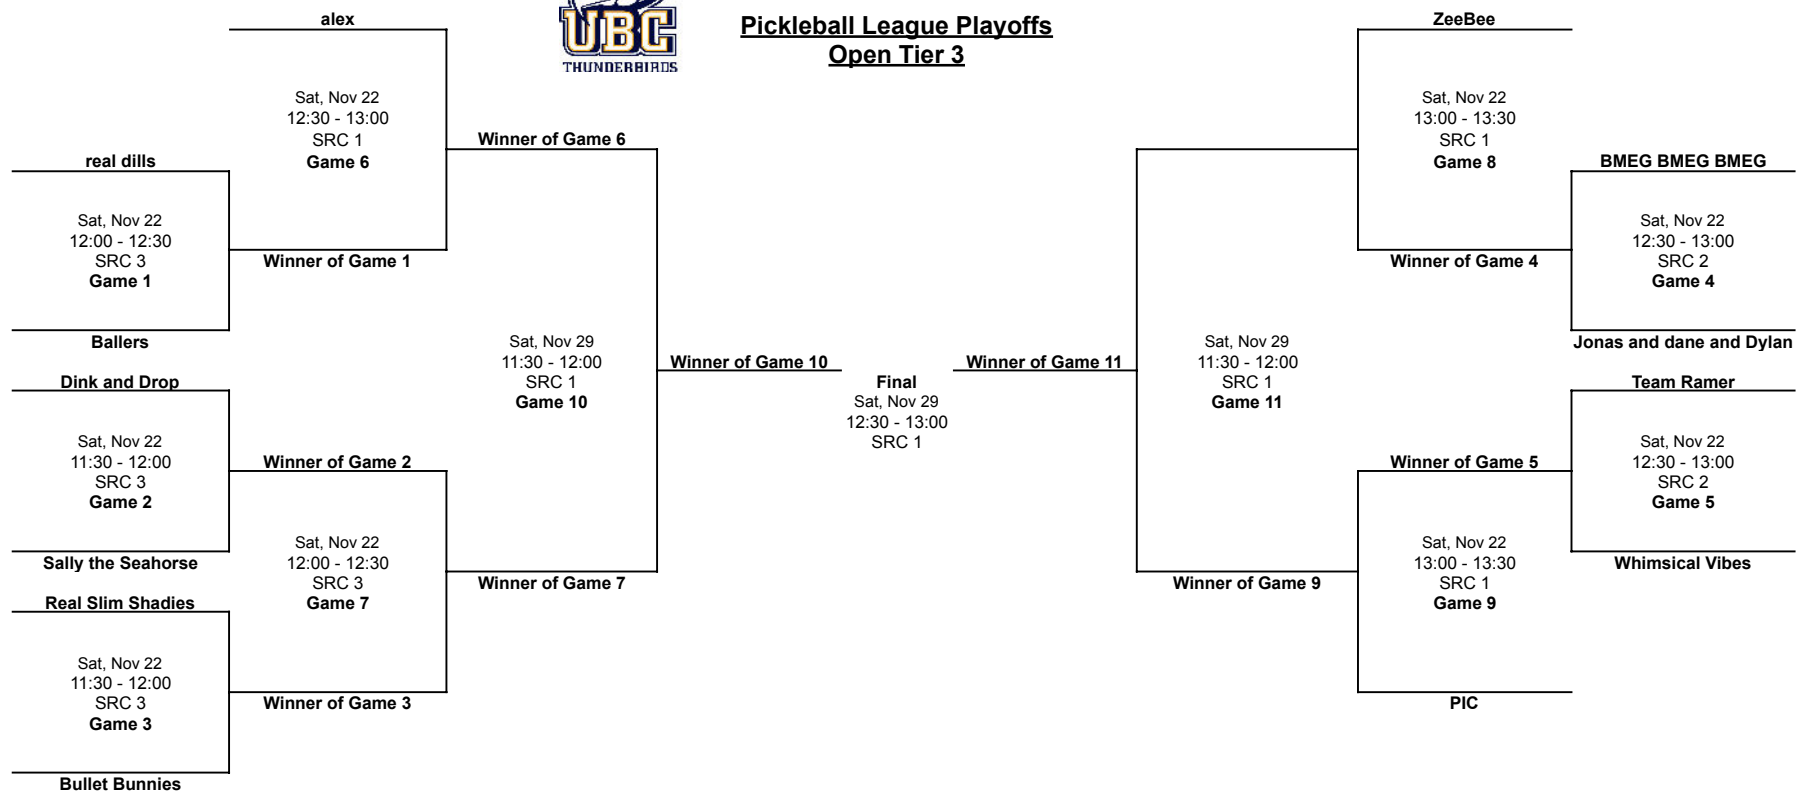 alex
UBC
THUNDERBIRDS
Pickleball League Playoffs
Open Tier 3
ZeeBee
Sat, Nov 22
12:30 - 13:00
SRC 1
Game 6
Winner of Game 6
Sat, Nov 22
13:00 - 13:30
SRC 1
Game 8
real dills
BMEG BMEG BMEG
Sat, Nov 22
12:00 - 12:30
SRC 3
Game 1
Winner of Game 1
Winner of Game 4
Sat, Nov 22
12:30 - 13:00
SRC 2
Game 4
Ballers
Sat, Nov 29
11:30 - 12:00
SRC 1
Game 10
Winner of Game 10
Final
Sat, Nov 29
12:30 - 13:00
SRC 1
Winner of Game 11
Sat, Nov 29
11:30 - 12:00
SRC 1
Game 11
Jonas and dane and Dylan
Dink and Drop
Team Ramer
Sat, Nov 22
11:30 - 12:00
SRC 3
Game 2
Winner of Game 2
Winner of Game 5
Sat, Nov 22
12:30 - 13:00
SRC 2
Game 5
Sally the Seahorse
Sat, Nov 22
12:00 - 12:30
SRC 3
Game 7
Winner of Game 7
Winner of Game 9
Sat, Nov 22
13:00 - 13:30
SRC 1
Game 9
Whimsical Vibes
Real Slim Shadies
Sat, Nov 22
11:30 - 12:00
SRC 3
Game 3
Winner of Game 3
PIC
Bullet Bunnies